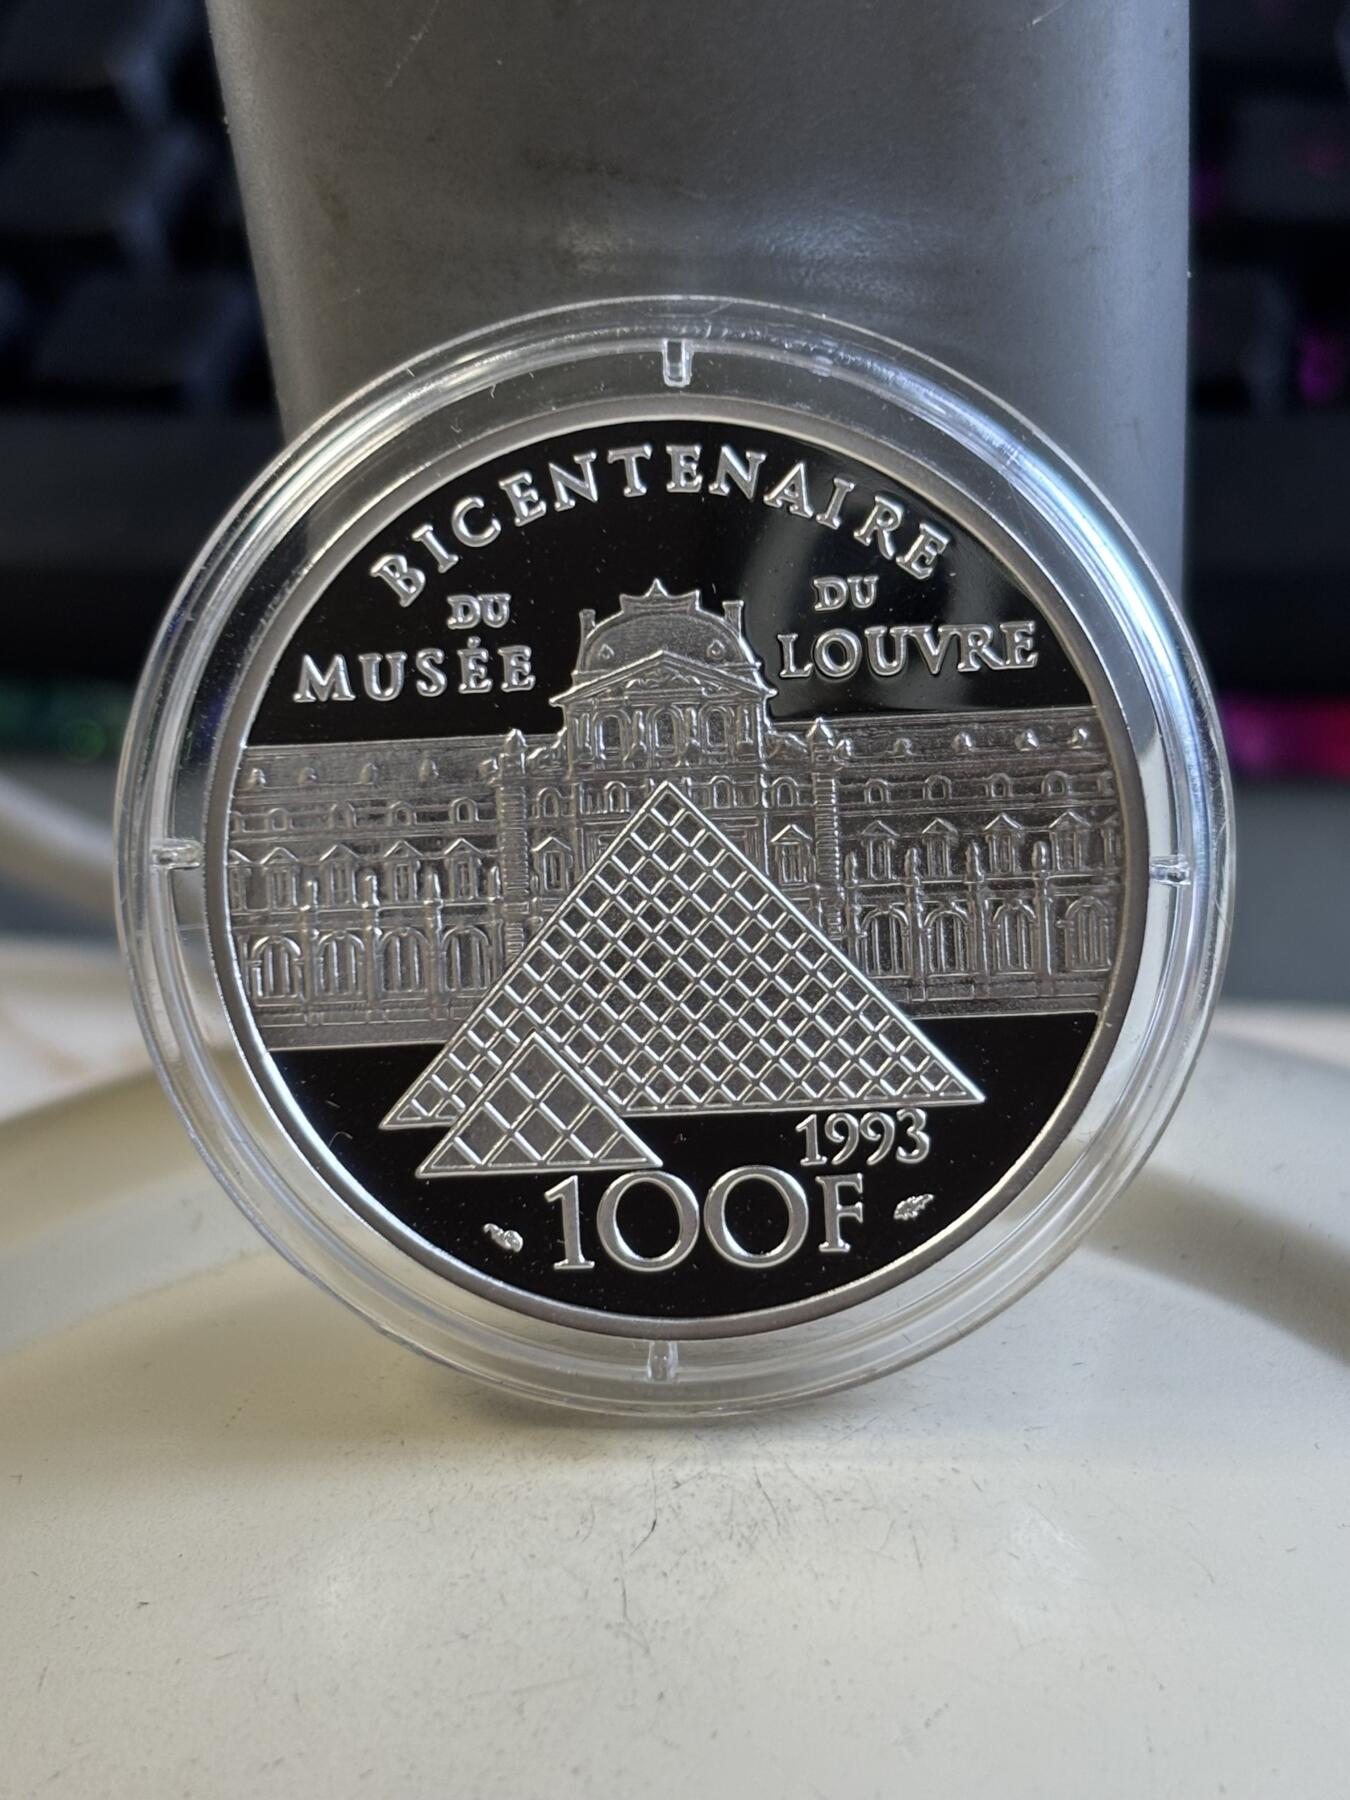 BICENTENAIRE
DU
MUSÉE
DU
LOUVRE
1993
100F